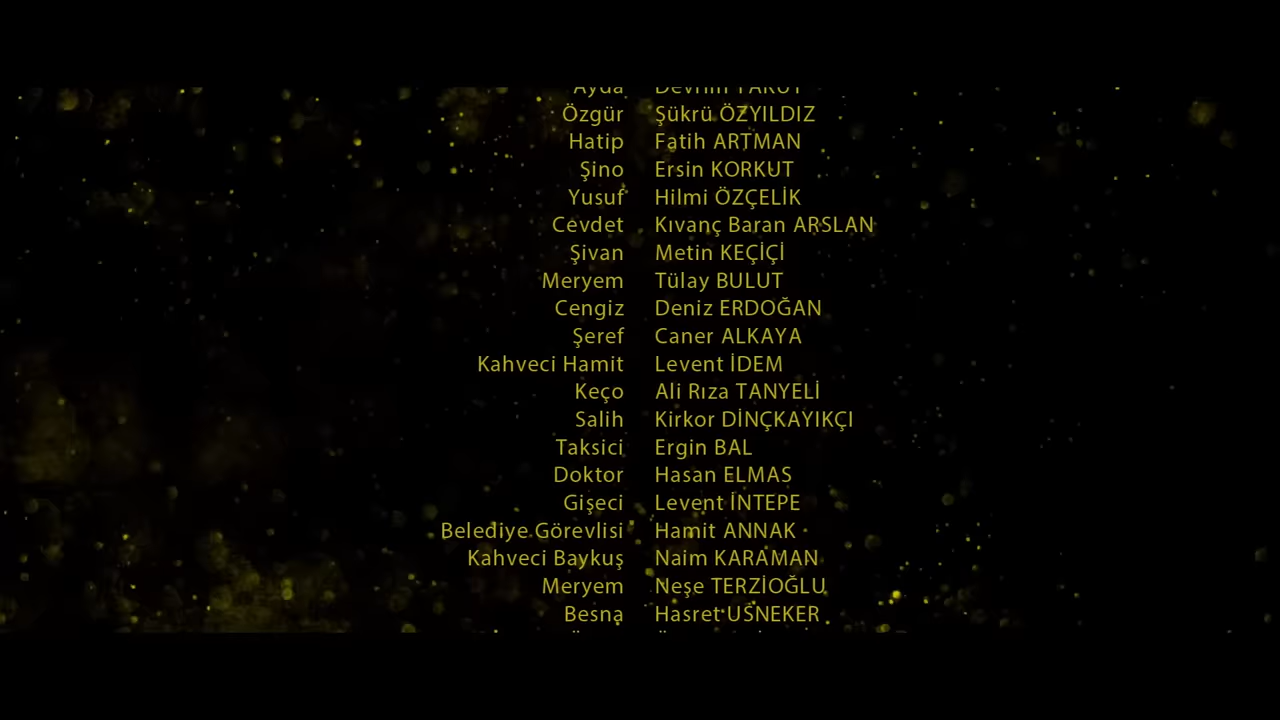 Özgür Şükrü ÖZYILDIZ
Hatip Fatih ARTMAN
Şino Ersin KORKUT
Yusuf Hilmi ÖZÇELİK
Cevdet Kıvanç Baran ARSLAN
Şivan Metin KEÇİÇİ
Meryem Tülay BULUT
Cengiz Deniz ERDOĞAN
Şeref Caner ALKAYA
Kahveci Hamit Levent İDEM
Keço Ali Rıza TANYELİ
Salih Kirkor DİNÇKAYIKÇI
Taksici Ergin BAL
Doktor Hasan ELMAS
Gişeci Levent İNTEPE
Belediye Görevlisi Hamit ANNAK
Kahveci Baykuş Naim KARAMAN
Meryem Neşe TERZİOĞLU
Besna Hasret USNEKER